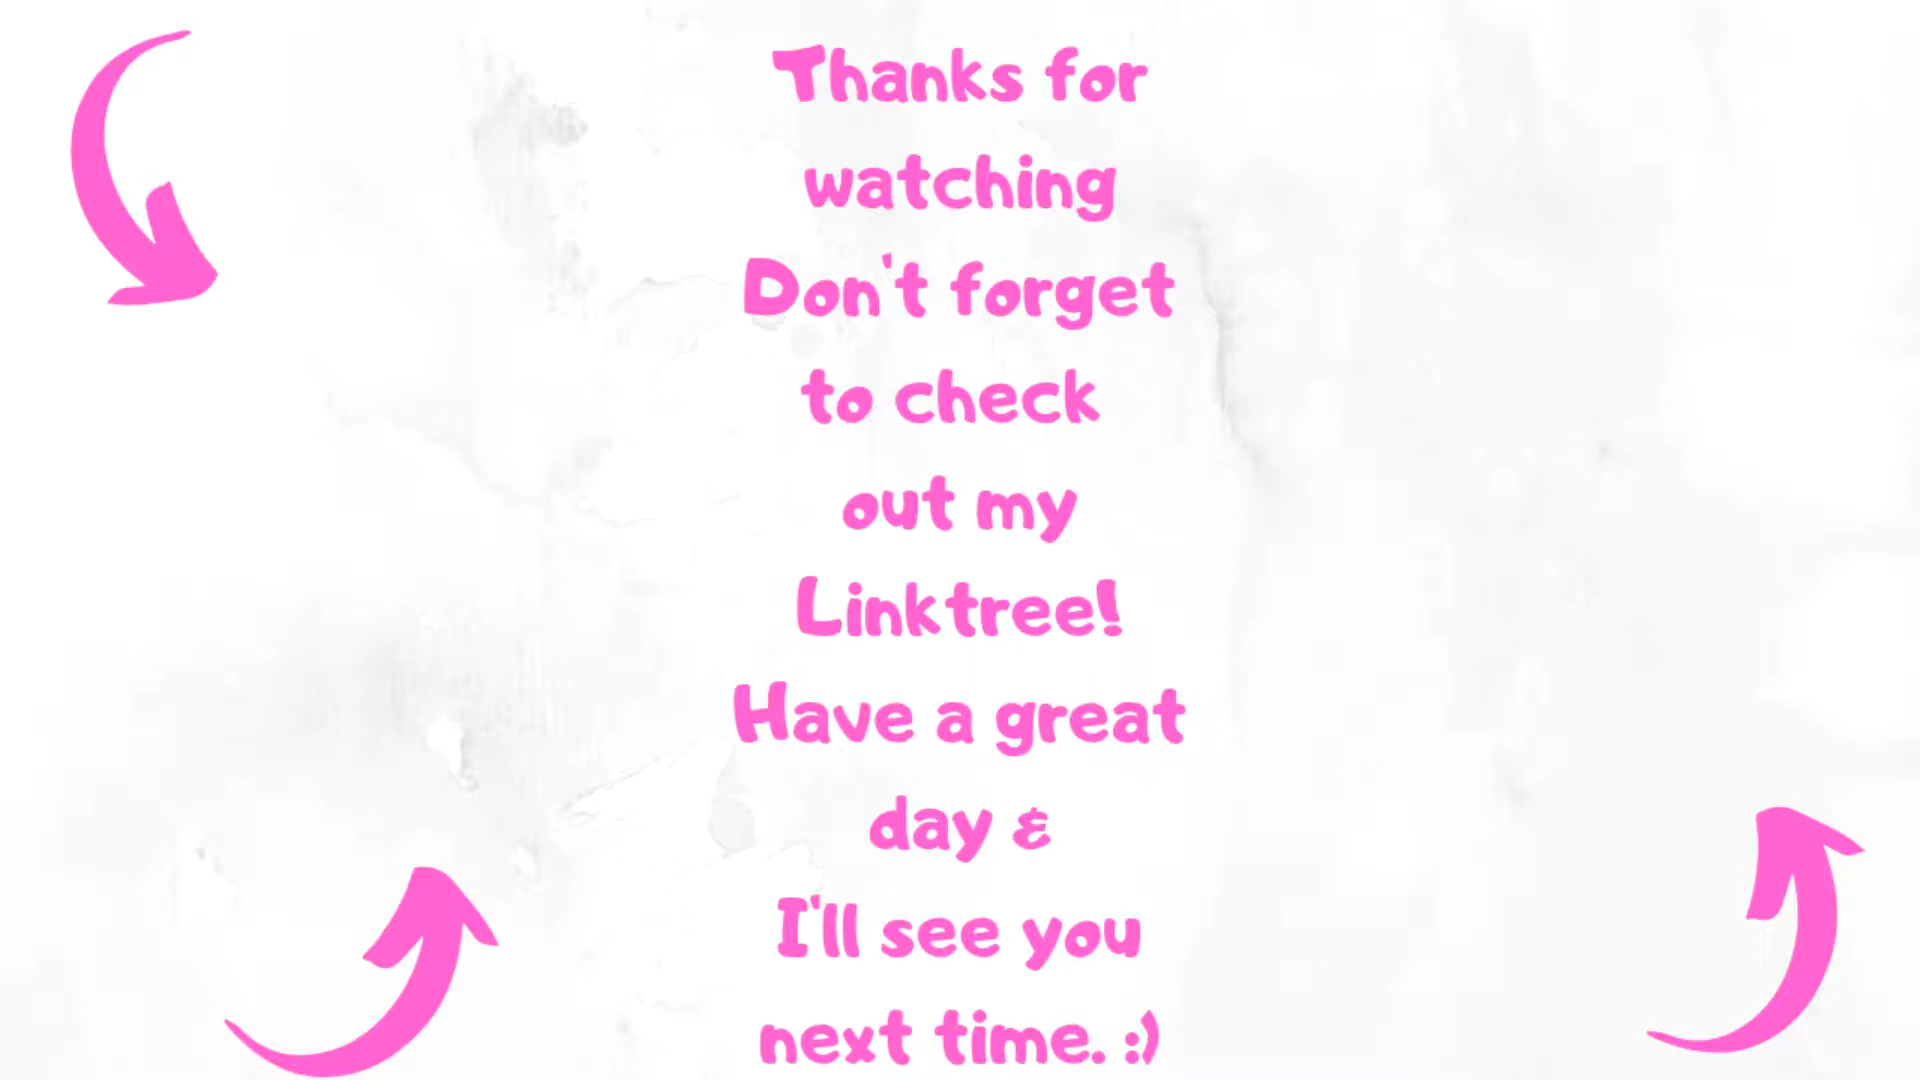 Thanks for
watching
Don't forget
to check
out my
Linktree!
Have a great
day &
I'll see you
next time. :)